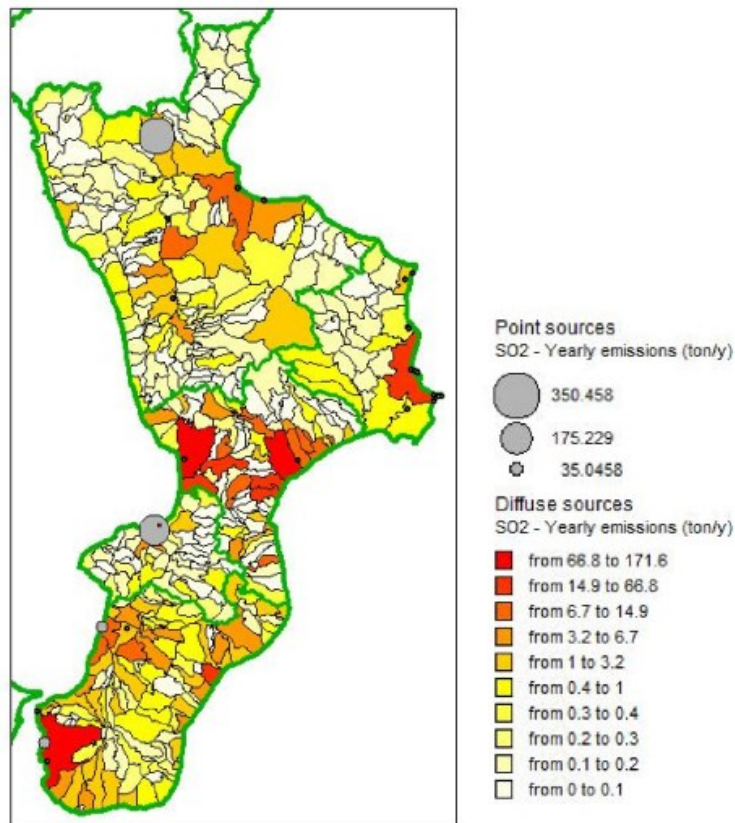 Point sources
SO2 - Yearly emissions (ton/y)
350.458
175.229
35.0458
Diffuse sources
SO2 - Yearly emissions (ton/y)
from 66.8 to 171.6
from 14.9 to 66.8
from 6.7 to 14.9
from 3.2 to 6.7
from 1 to 3.2
from 0.4 to 1
from 0.3 to 0.4
from 0.2 to 0.3
from 0.1 to 0.2
from 0 to 0.1